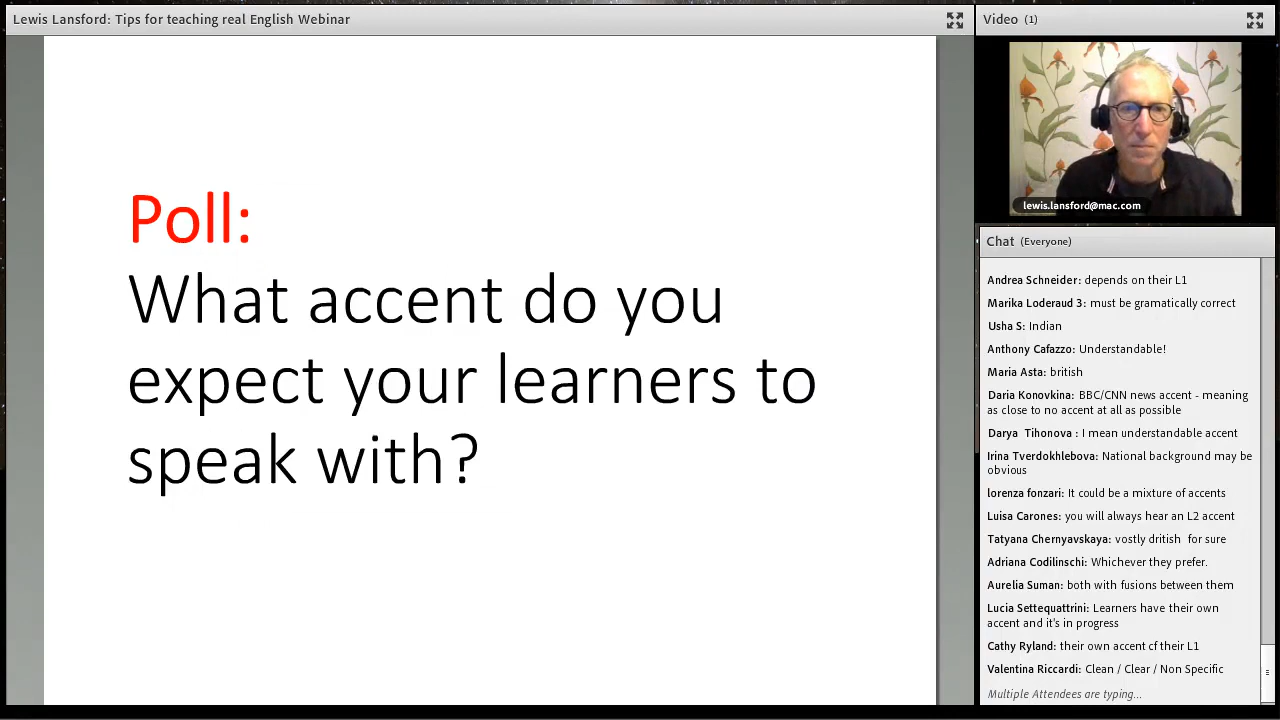 Lewis Lansford: Tips for teaching real English Webinar
Poll:
What accent do you
expect your learners to
speak with?
Video (1)
lewis.lansford@mac.com
Chat (Everyone)
Andrea Schneider: depends on their L1
Marika Loderaud 3: must be gramatically correct
Usha S: Indian
Anthony Cafazzo: Understandable!
Maria Asta: british
Daria Konovkina: BBC/CNN news accent - meaning
as close to no accent at all as possible
Darya Tihonova : I mean understandable accent
Irina Tverdokhlebova: National background may be
obvious
lorenza fonzari: It could be a mixture of accents
Luisa Carones: you will always hear an L2 accent
Tatyana Chernyavskaya: vostly dritish for sure
Adriana Codilinschi: Whichever they prefer.
Aurelia Suman: both with fusions between them
Lucia Settequattrini: Learners have their own
accent and it's in progress
Cathy Ryland: their own accent cf their L1
Valentina Riccardi: Clean / Clear / Non Specific
Multiple Attendees are typing...